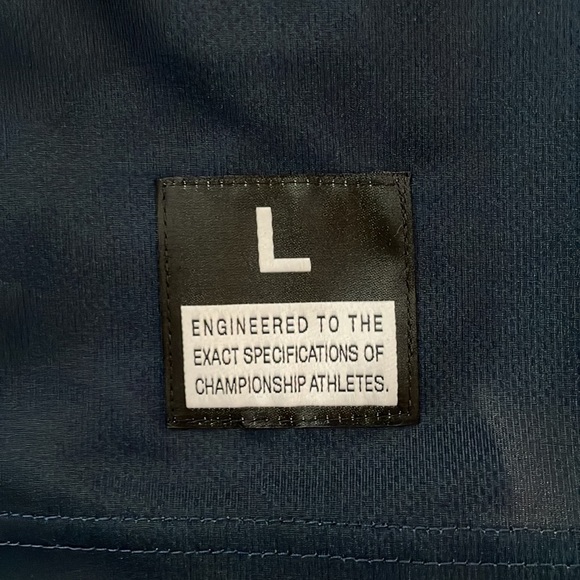 L
ENGINEERED TO THE
EXACT SPECIFICATIONS OF
CHAMPIONSHIP ATHLETES.